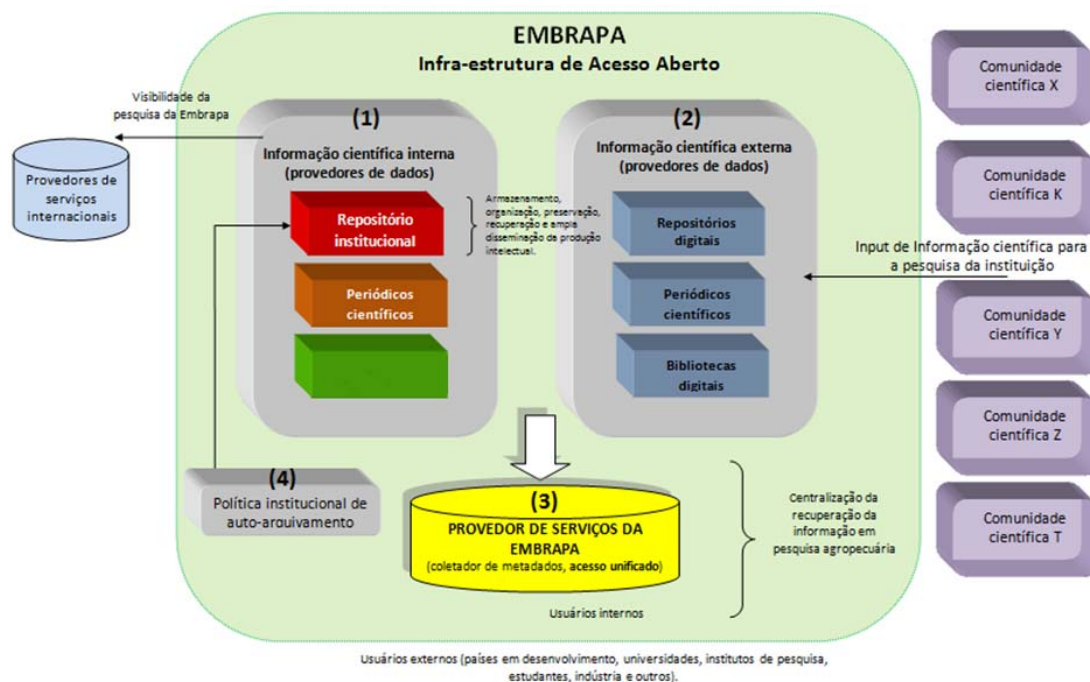 EMBRAPA
Infra-estrutura de Acesso Aberto
Visibilidade da
pesquisa da Embrapa
Provedores de
serviços
internacionais
(1)
Informação científica interna
(provedores de dados)
Repositório
institucional
Armazenamento,
organização, preservação,
recuperação e ampla
disseminação da produção
intelectual.
Periódicos
científicos
(2)
Informação científica externa
(provedores de dados)
Repositórios
digitais
Periódicos
científicos
Bibliotecas
digitais
Comunidade
científica X
Comunidade
científica K
Input de Informação científica para
a pesquisa da instituição
Comunidade
científica Y
Comunidade
científica Z
Comunidade
científica T
(4)
Política institucional de
auto-arquivamento
(3)
PROVEDOR DE SERVIÇOS DA
EMBRAPA
(coletador de metadados, acesso unificado)
Centralização da
recuperação da
informação em
pesquisa agropecuária
Usuários internos
Usuários externos (países em desenvolvimento, universidades, institutos de pesquisa,
estudantes, indústria e outros).